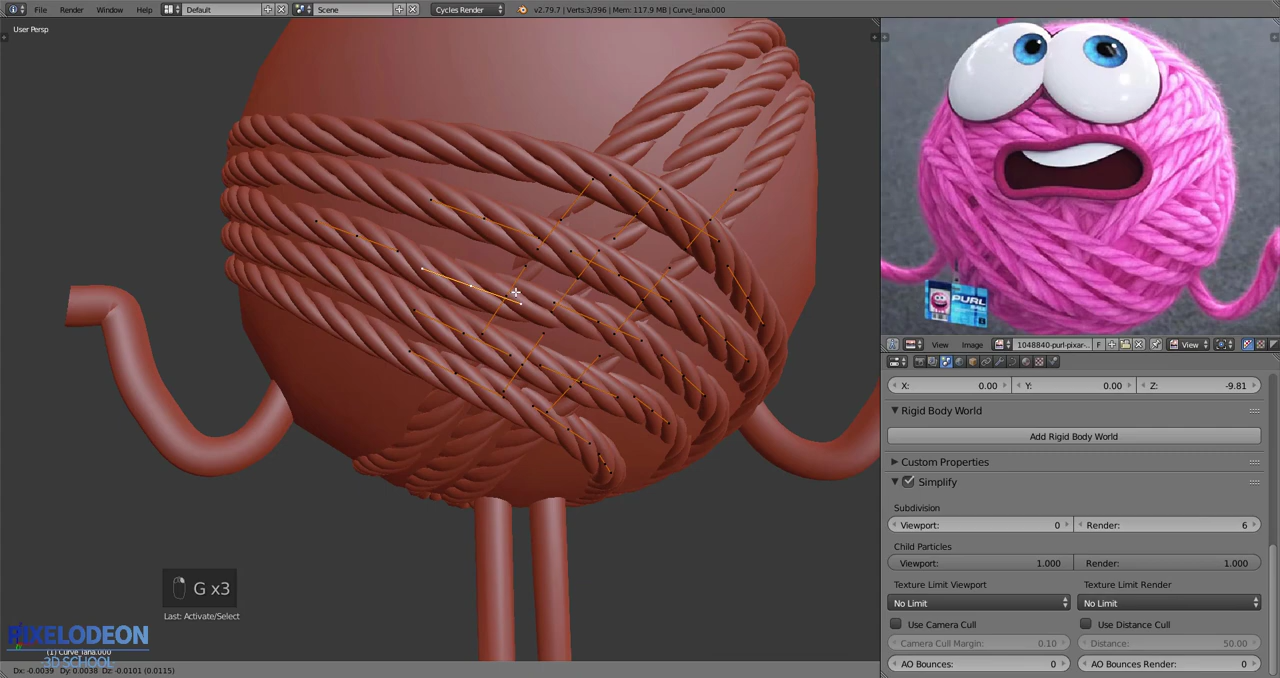 File Render Window Help Default Scene Cycles Render v2.79.7 | Verts:3/396 | Mem: 117.9 MB | Curve_lana.000
User Persp
PURL
View Image 1048840-purl-pixar-... F View
X: 0.00 Y: 0.00 Z: -9.81
Rigid Body World
Add Rigid Body World
Custom Properties
Simplify
Subdivision
Viewport: 0 Render: 6
Child Particles
Viewport: 1.000 Render: 1.000
Texture Limit Viewport Texture Limit Render
No Limit No Limit
Use Camera Cull Use Distance Cull
Camera Cull Margin: 0.10 Distance: 50.00
AO Bounces: 0 AO Bounces Render: 0
G x3
Last: Activate/Select
PIXELODEON
(1) Curve_lana.000
3D SCHOOL
Dx: -0.0039 Dy: 0.0038 Dz: -0.0101 (0.0115)